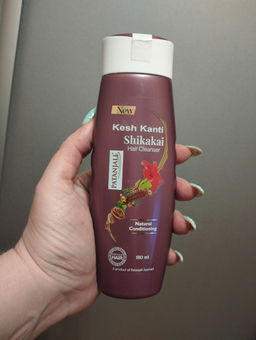 New
Kesh Kanti
Shikakai
Hair Cleanser
PATANJALI
Natural
Conditioning
HAIR
180 ml
A product of Patanjali Ayurved